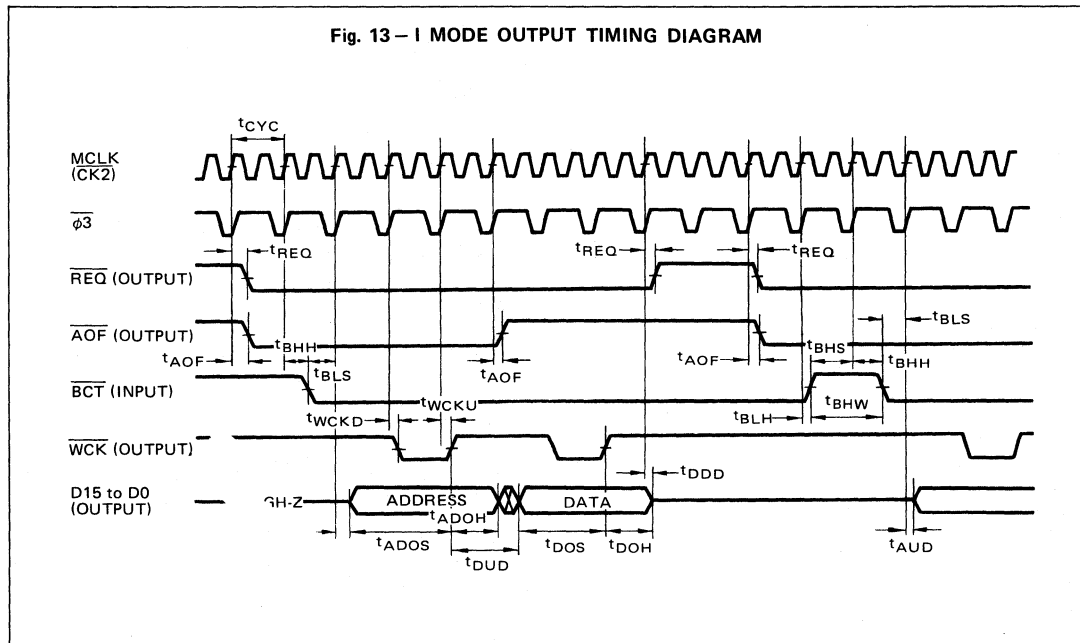 Fig. 13 – I MODE OUTPUT TIMING DIAGRAM
tCYC
MCLK
(CK2)
φ3
tREQ
tREQ
tREQ
REQ (OUTPUT)
AOF (OUTPUT)
tBLS
tBHH
tBHS
tAOF
tBLS
tAOF
tAOF
tBHH
BCT (INPUT)
tWCKU
tWCKD
tBLH
tBHW
WCK (OUTPUT)
tDDD
D15 to D0
(OUTPUT)
GH-Z
ADDRESS
DATA
tADOH
tADOS
tDOS
tDOH
tDUD
tAUD